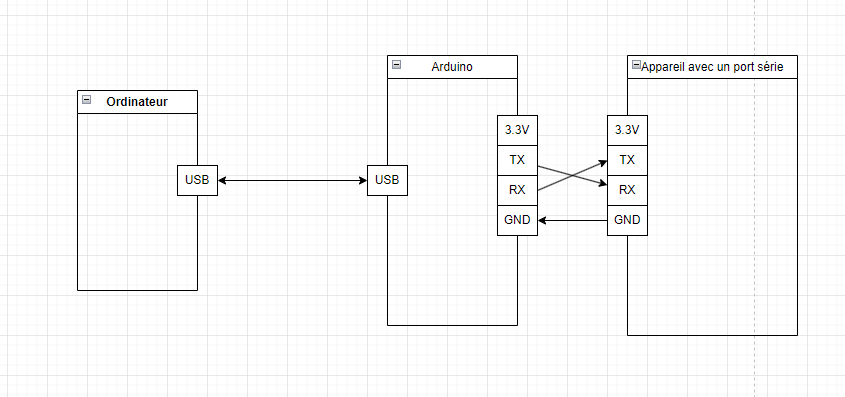 Ordinateur
USB
Arduino
USB
3.3V
TX
RX
GND
Appareil avec un port série
3.3V
TX
RX
GND